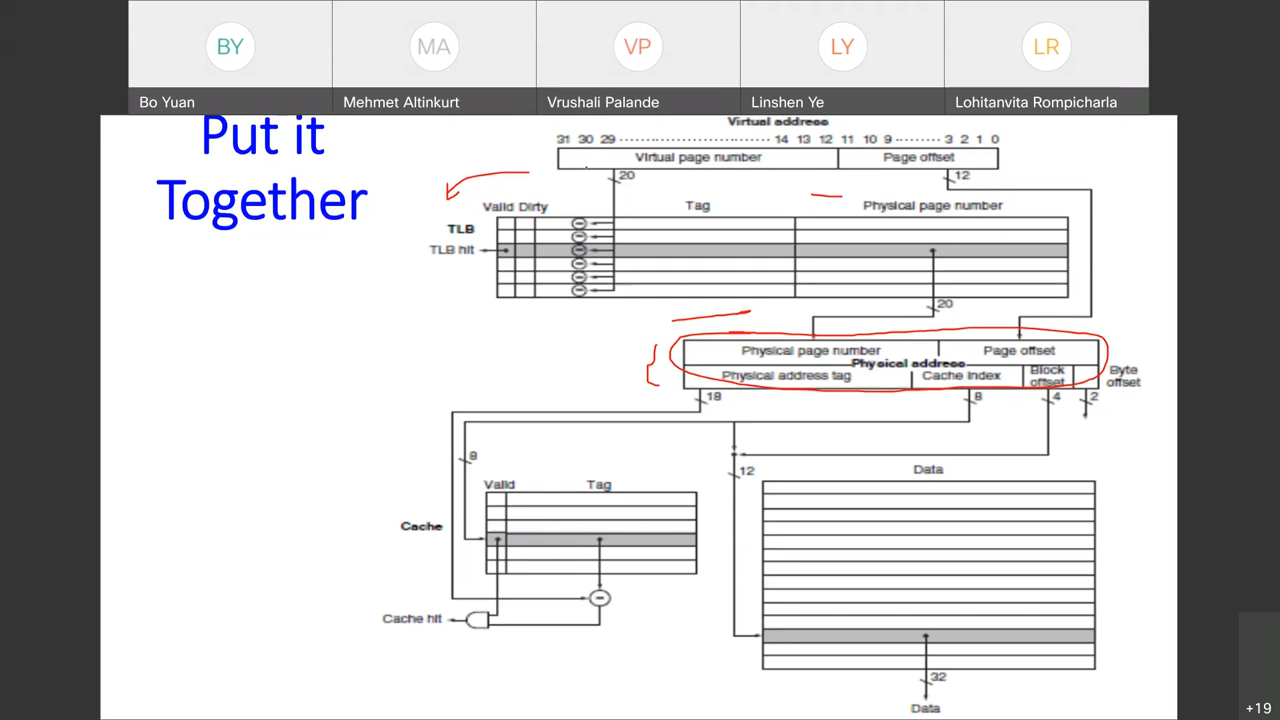 BY MA VP LY LR
Bo Yuan Mehmet Altinkurt Vrushali Palande Linshen Ye Lohitanvita Rompicharla
Put it
Together
Virtual address
31 30 29 ........................... 14 13 12 11 10 9 ........ 3 2 1 0
Virtual page number Page offset
20 12
Valid Dirty Tag Physical page number
TLB
TLB hit
20
Physical page number Page offset
Physical address
Physical address tag Cache index Block
offset Byte
offset
18 8 4 2
8 12
Data
Valid Tag
Cache
Cache hit
32
Data
+19